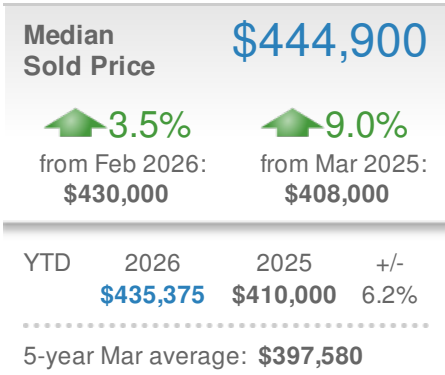 Median $444,900
Sold Price
3.5% 9.0%
from Feb 2026: from Mar 2025:
$430,000 $408,000
YTD 2026 2025 +/-
$435,375 $410,000 6.2%
5-year Mar average: $397,580